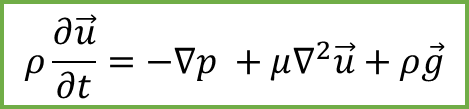 ρ ∂u⃗/∂t = −∇p + μ∇²u⃗ + ρg⃗